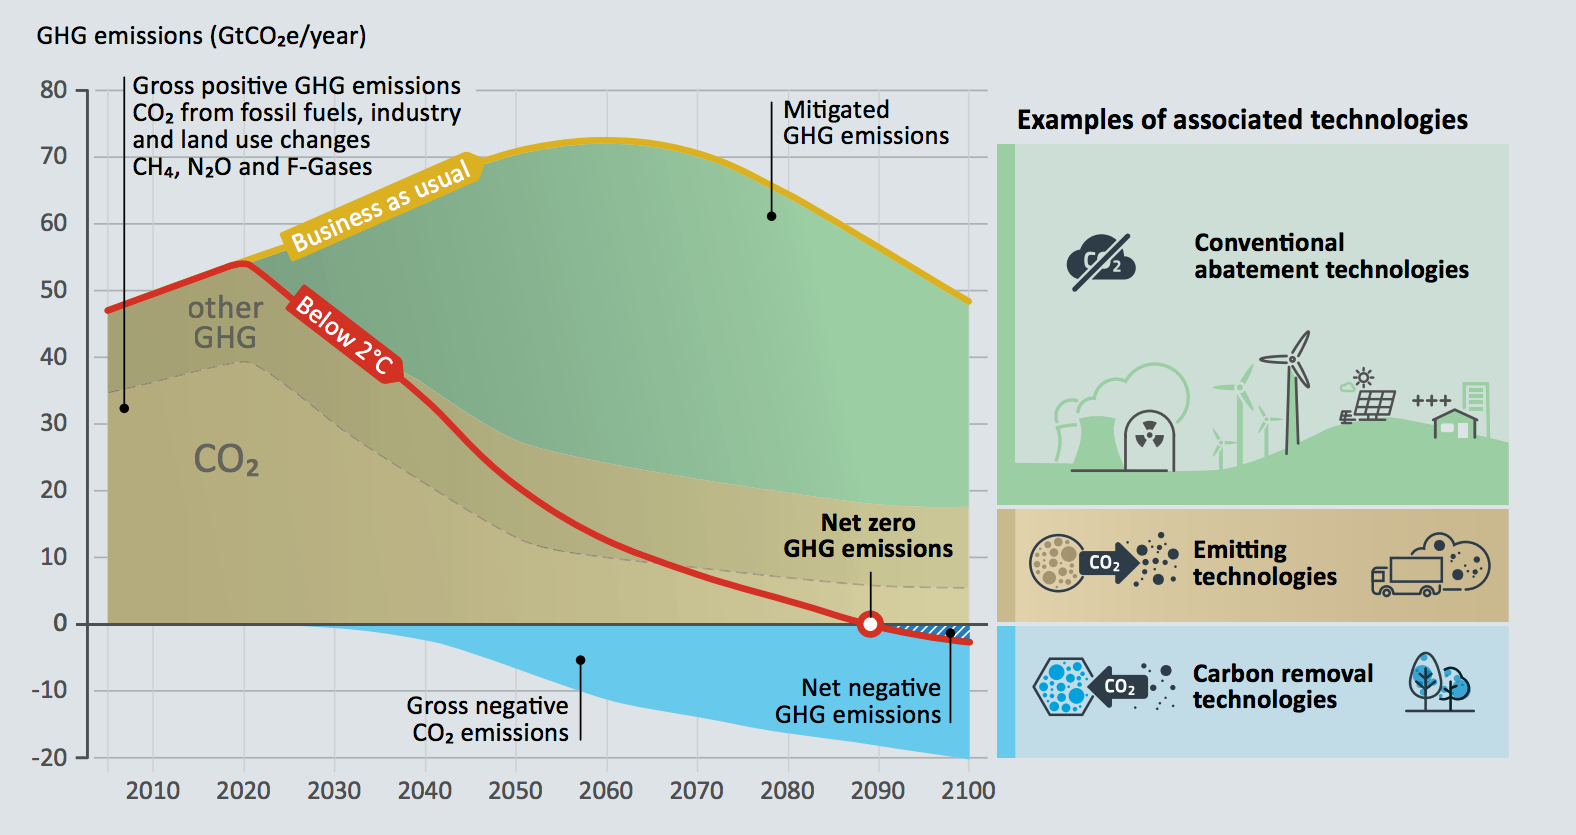 GHG emissions (GtCO₂e/year)
80
70
60
50
40
30
20
10
0
-10
-20
Gross positive GHG emissions
CO₂ from fossil fuels, industry
and land use changes
CH₄, N₂O and F-Gases
Mitigated
GHG emissions
Business as usual
Below 2°C
other
GHG
CO₂
Net zero
GHG emissions
Gross negative
CO₂ emissions
Net negative
GHG emissions
2010
2020
2030
2040
2050
2060
2070
2080
2090
2100
Examples of associated technologies
CO₂
Conventional
abatement technologies
+++
CO₂
Emitting
technologies
CO₂
Carbon removal
technologies